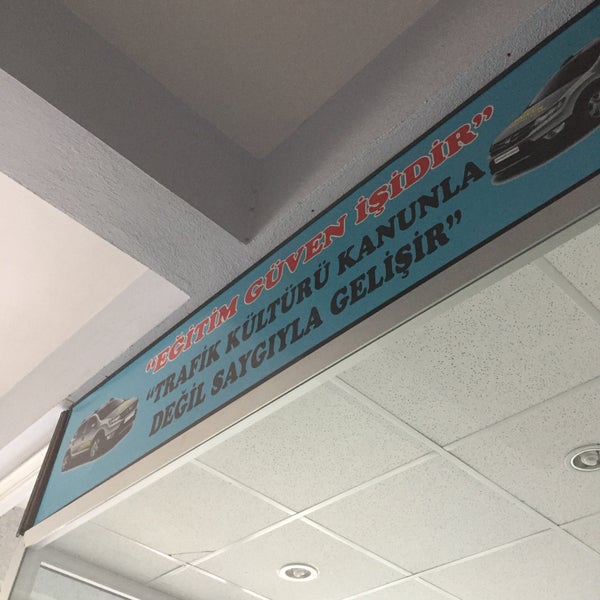 "EĞİTİM GÜVEN İŞİDİR"
"TRAFİK KÜLTÜRÜ KANUNLA
DEĞİL SAYGIYLA GELİŞİR"